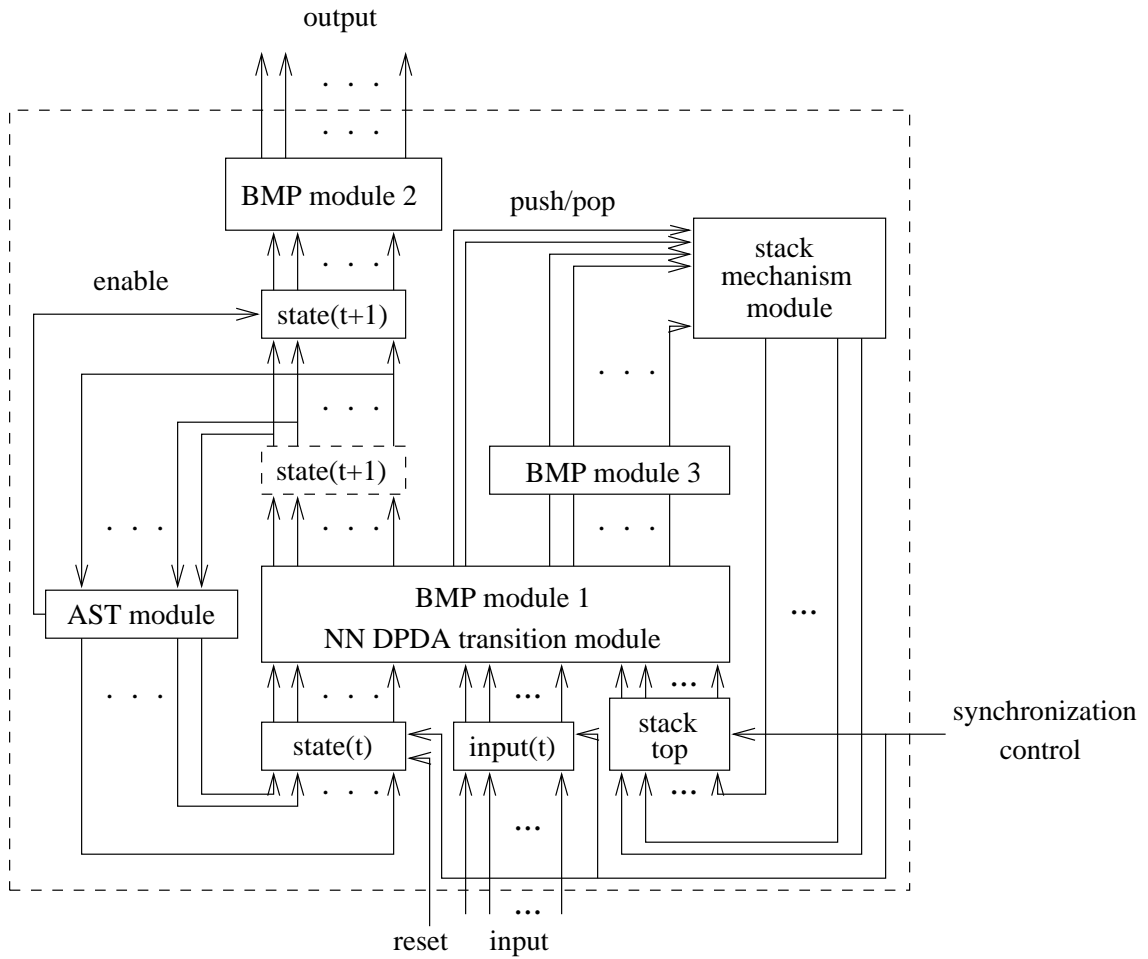 output
BMP module 2
push/pop
stack
mechanism
module
enable
state(t+1)
state(t+1)
BMP module 3
AST module
BMP module 1
NN DPDA transition module
state(t)
input(t)
stack
top
synchronization
control
reset
input